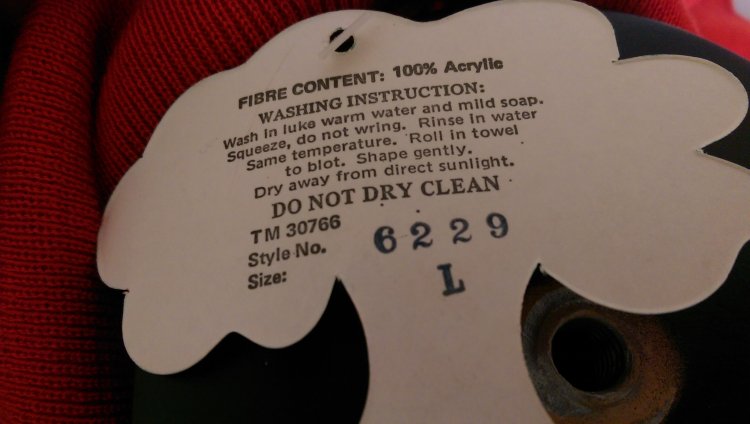 FIBRE CONTENT: 100% Acrylic
WASHING INSTRUCTION:
Wash in luke warm water and mild soap.
Squeeze, do not wring. Rinse in water
Same temperature. Roll in towel
to blot. Shape gently.
Dry away from direct sunlight.
DO NOT DRY CLEAN
TM 30766
Style No. 6229
Size: L